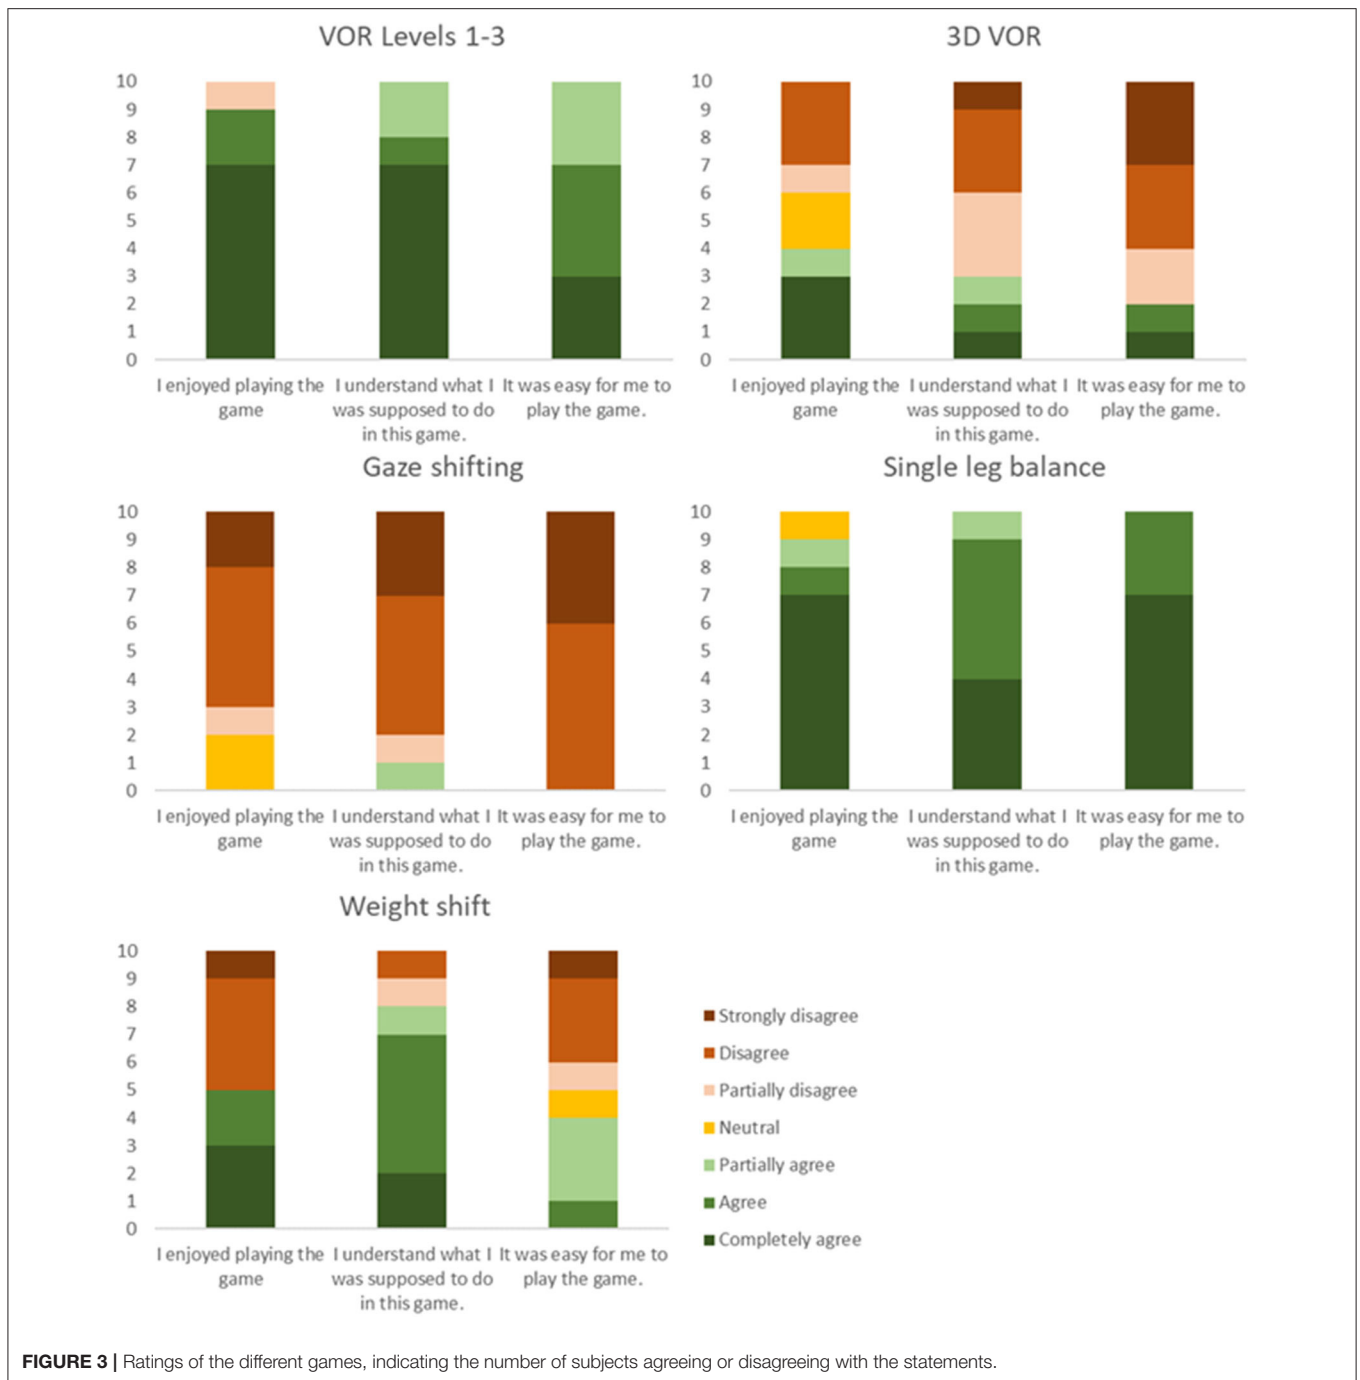 VOR Levels 1-3
10
9
8
7
6
5
4
3
2
1
0
I enjoyed playing the
game
I understand what I
was supposed to do
in this game.
It was easy for me to
play the game.
3D VOR
10
9
8
7
6
5
4
3
2
1
0
I enjoyed playing the
game
I understand what I
was supposed to do
in this game.
It was easy for me to
play the game.
Gaze shifting
10
9
8
7
6
5
4
3
2
1
0
I enjoyed playing the
game
I understand what I
was supposed to do
in this game.
It was easy for me to
play the game.
Single leg balance
10
9
8
7
6
5
4
3
2
1
0
I enjoyed playing the
game
I understand what I
was supposed to do
in this game.
It was easy for me to
play the game.
Weight shift
10
9
8
7
6
5
4
3
2
1
0
I enjoyed playing the
game
I understand what I
was supposed to do
in this game.
It was easy for me to
play the game.
Strongly disagree
Disagree
Partially disagree
Neutral
Partially agree
Agree
Completely agree
FIGURE 3 | Ratings of the different games, indicating the number of subjects agreeing or disagreeing with the statements.